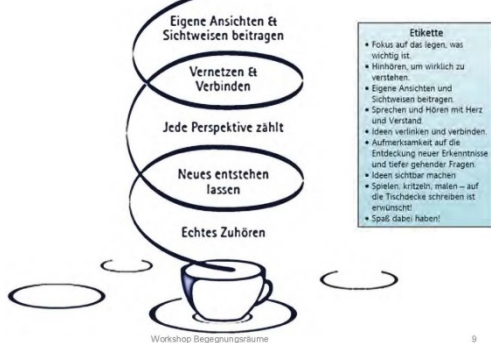 Eigene Ansichten &
Sichtweisen beitragen
Vernetzen &
Verbinden
Jede Perspektive zählt
Neues entstehen
lassen
Echtes Zuhören
Etikette
• Fokus auf das legen, was
wichtig ist.
• Hinhören, um wirklich zu
verstehen.
• Eigene Ansichten und
Sichtweisen beitragen.
• Sprechen und Hören mit Herz
und Verstand.
• Ideen verlinken und verbinden.
• Aufmerksamkeit auf die
Entdeckung neuer Erkenntnisse
und tiefer gehender Fragen.
• Ideen sichtbar machen
• Spielen, kritzeln, malen – auf
die Tischdecke schreiben ist
erwünscht!
• Spaß dabei haben!
Workshop Begegnungsräume
9